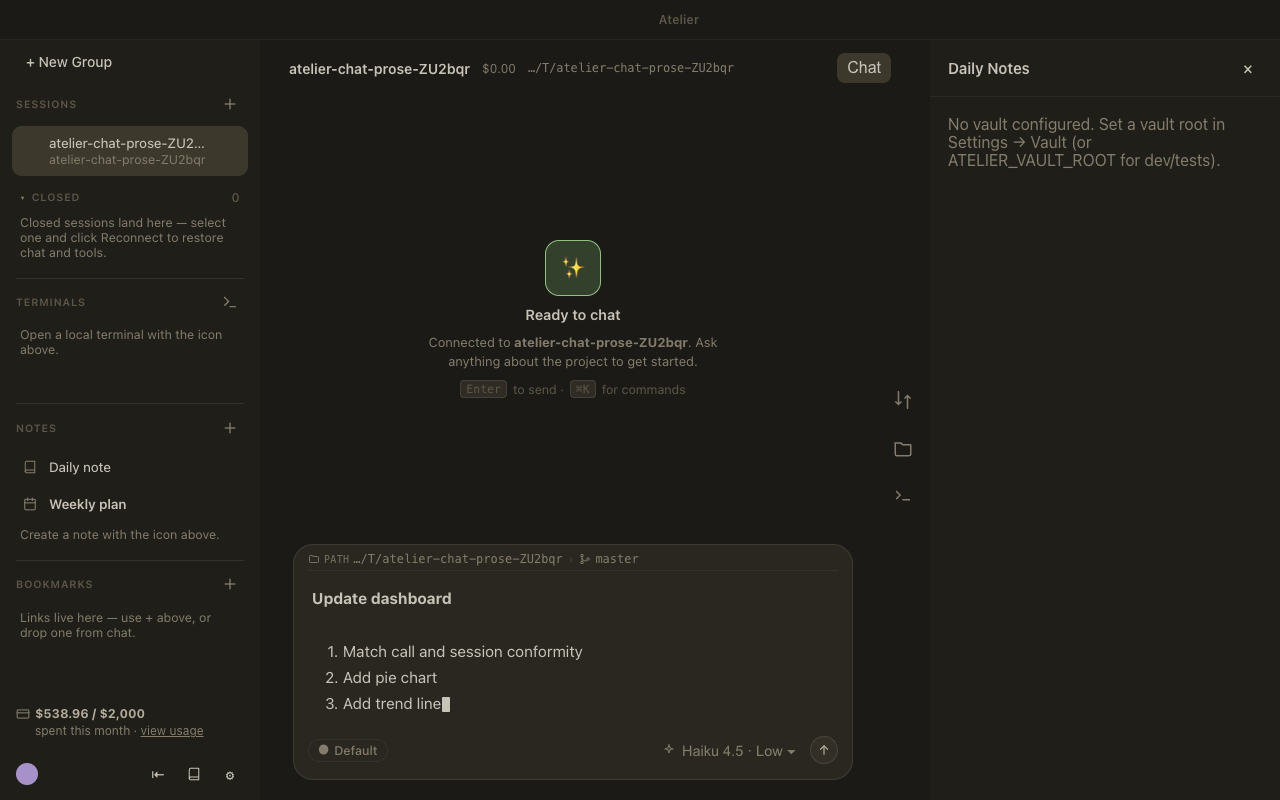 Atelier
+ New Group
SESSIONS
atelier-chat-prose-ZU2...
atelier-chat-prose-ZU2bqr
CLOSED 0
Closed sessions land here — select
one and click Reconnect to restore
chat and tools.
TERMINALS
Open a local terminal with the icon
above.
NOTES
Daily note
Weekly plan
Create a note with the icon above.
BOOKMARKS
Links live here — use + above, or
drop one from chat.
$538.96 / $2,000
spent this month · view usage
atelier-chat-prose-ZU2bqr $0.00 …/T/atelier-chat-prose-ZU2bqr Chat
Ready to chat
Connected to atelier-chat-prose-ZU2bqr. Ask
anything about the project to get started.
Enter to send · ⌘K for commands
PATH …/T/atelier-chat-prose-ZU2bqr › master
Update dashboard
1. Match call and session conformity
2. Add pie chart
3. Add trend line
Default Haiku 4.5 · Low
Daily Notes ×
No vault configured. Set a vault root in
Settings → Vault (or
ATELIER_VAULT_ROOT for dev/tests).